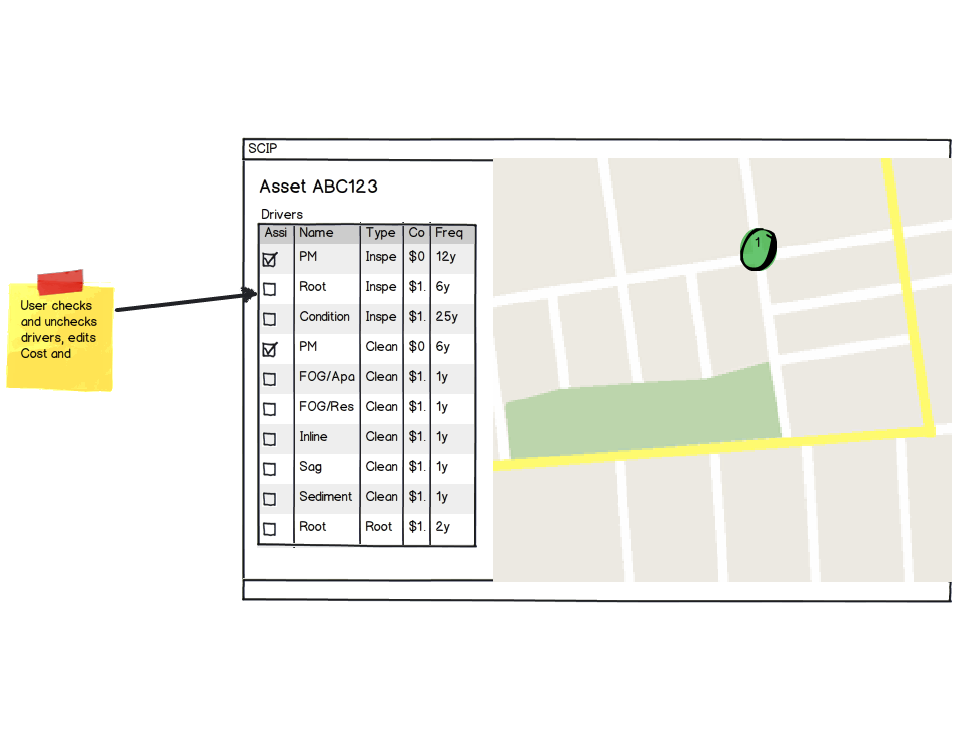 SCIP
Asset ABC123
Drivers
Assi Name Type Co Freq
PM Inspe $0 12y
Root Inspe $1. 6y
Condition Inspe $1. 25y
PM Clean $0 6y
FOG/Apa Clean $1. 1y
FOG/Res Clean $1. 1y
Inline Clean $1. 1y
Sag Clean $1. 1y
Sediment Clean $1. 1y
Root Root $1. 2y
User checks
and unchecks
drivers, edits
Cost and
1